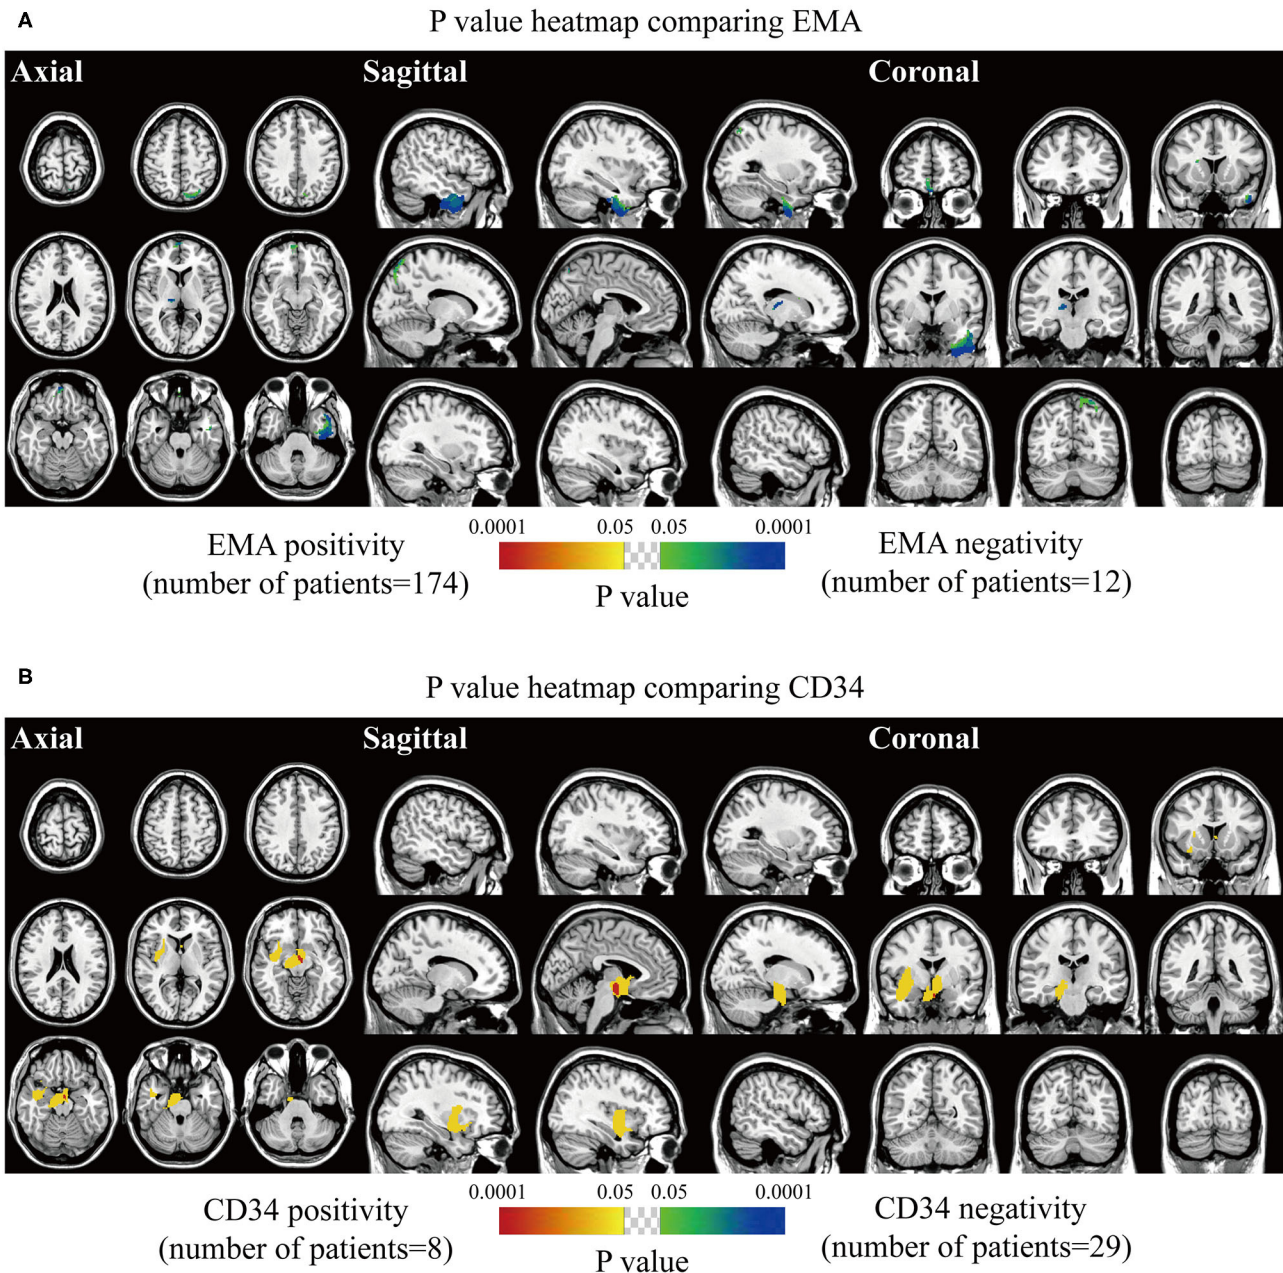 A
P value heatmap comparing EMA
Axial
Sagittal
Coronal
0.0001 0.05 0.05 0.0001
EMA positivity
(number of patients=174)
P value
EMA negativity
(number of patients=12)
B
P value heatmap comparing CD34
Axial
Sagittal
Coronal
0.0001 0.05 0.05 0.0001
CD34 positivity
(number of patients=8)
P value
CD34 negativity
(number of patients=29)